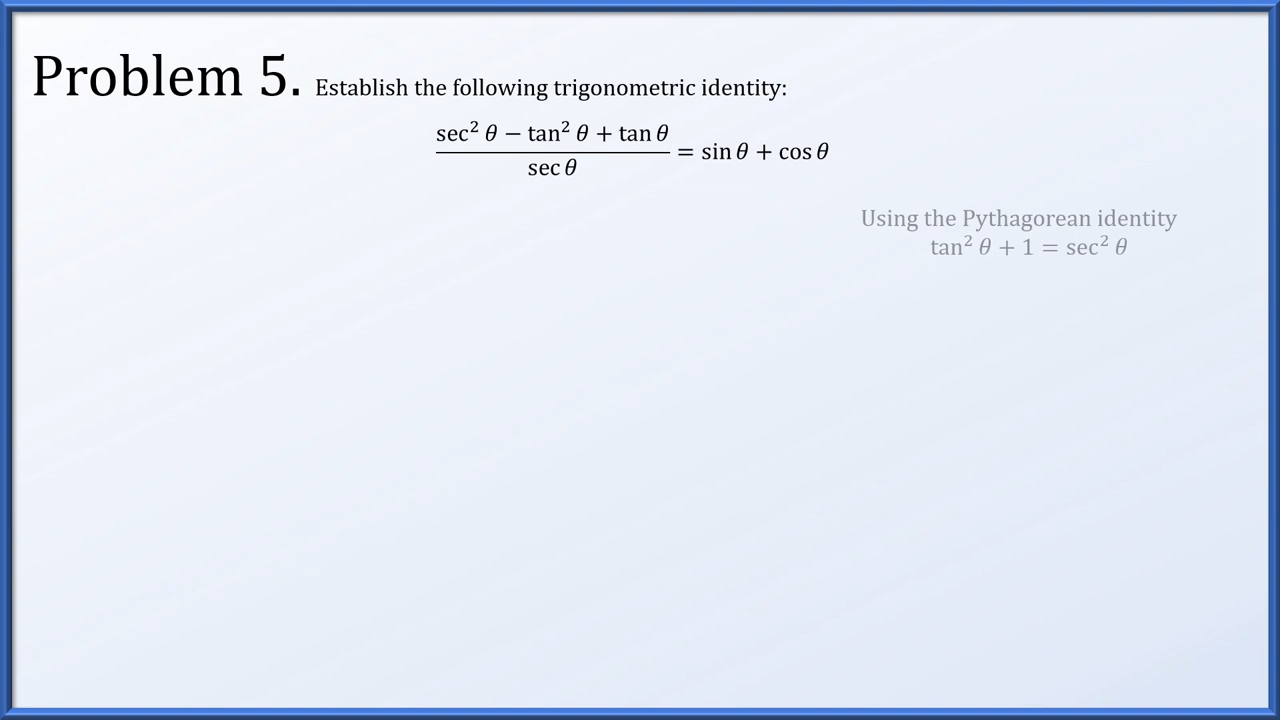 Problem 5. Establish the following trigonometric identity:
sec² θ − tan² θ + tan θ
sec θ
= sin θ + cos θ
Using the Pythagorean identity
tan² θ + 1 = sec² θ